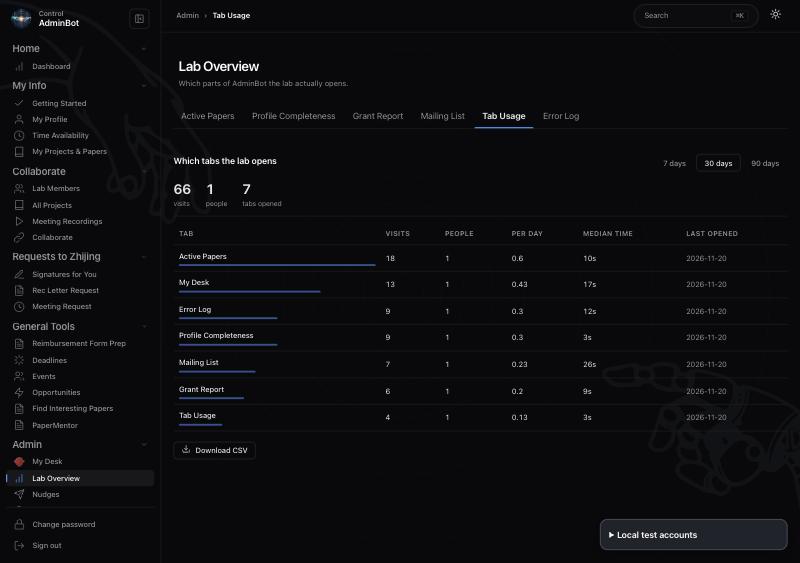 Control
AdminBot
Admin › Tab Usage
Search
⌘K
Home
Dashboard
My Info
Getting Started
My Profile
Time Availability
My Projects & Papers
Collaborate
Lab Members
All Projects
Meeting Recordings
Collaborate
Requests to Zhijing
Signatures for You
Rec Letter Request
Meeting Request
General Tools
Reimbursement Form Prep
Deadlines
Events
Opportunities
Find Interesting Papers
PaperMentor
Admin
My Desk
Lab Overview
Nudges
Change password
Sign out
Lab Overview
Which parts of AdminBot the lab actually opens.
Active Papers Profile Completeness Grant Report Mailing List Tab Usage Error Log
Which tabs the lab opens
7 days 30 days 90 days
66 1 7
visits people tabs opened
TAB VISITS PEOPLE PER DAY MEDIAN TIME LAST OPENED
Active Papers 18 1 0.6 10s 2026-11-20
My Desk 13 1 0.43 17s 2026-11-20
Error Log 9 1 0.3 12s 2026-11-20
Profile Completeness 9 1 0.3 3s 2026-11-20
Mailing List 7 1 0.23 26s 2026-11-20
Grant Report 6 1 0.2 9s 2026-11-20
Tab Usage 4 1 0.13 3s 2026-11-20
Download CSV
Local test accounts